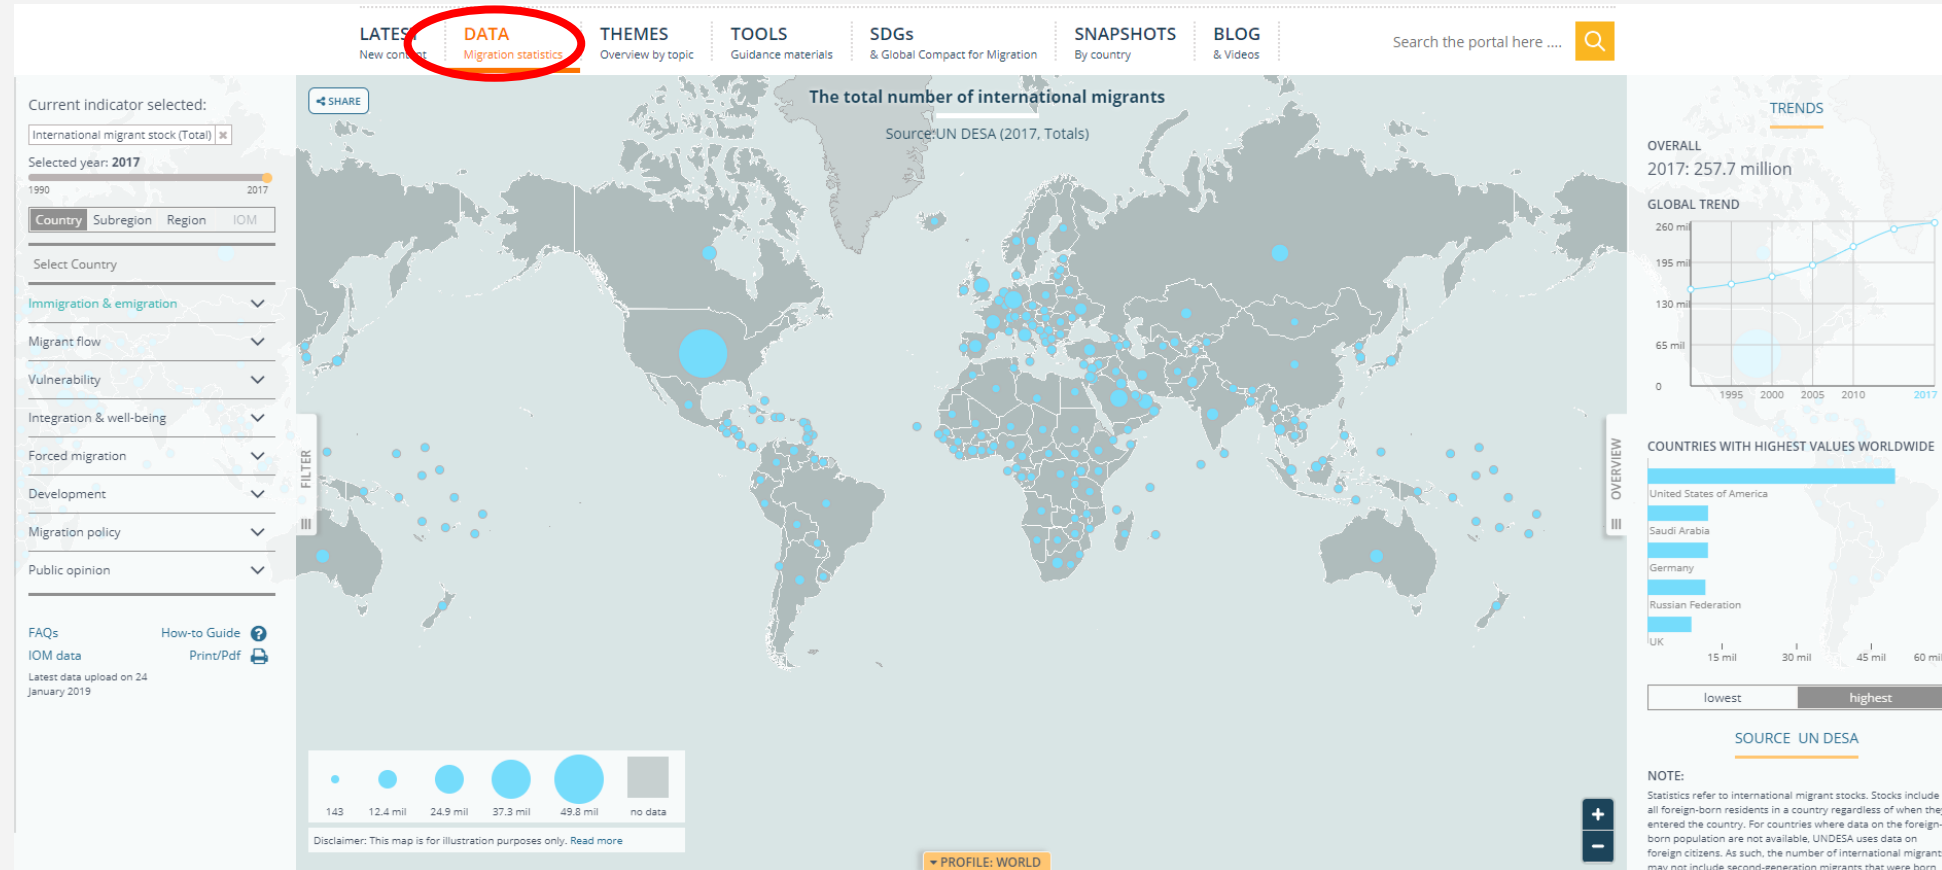 LATEST
New content
DATA
Migration statistics
THEMES
Overview by topic
TOOLS
Guidance materials
SDGs
& Global Compact for Migration
SNAPSHOTS
By country
BLOG
& Videos
Search the portal here ....
Current indicator selected:
International migrant stock (Total)
Selected year: 2017
1990 2017
Country Subregion Region IOM
Select Country
Immigration & emigration
Migrant flow
Vulnerability
Integration & well-being
Forced migration
Development
Migration policy
Public opinion
FAQs How-to Guide ?
IOM data Print/Pdf
Latest data upload on 24
January 2019
SHARE
The total number of international migrants
Source:UN DESA (2017, Totals)
FILTER
OVERVIEW
143 12.4 mil 24.9 mil 37.3 mil 49.8 mil no data
Disclaimer: This map is for illustration purposes only. Read more
PROFILE: WORLD
+
−
TRENDS
OVERALL
2017: 257.7 million
GLOBAL TREND
260 mil
195 mil
130 mil
65 mil
0
1995 2000 2005 2010 2017
COUNTRIES WITH HIGHEST VALUES WORLDWIDE
United States of America
Saudi Arabia
Germany
Russian Federation
UK
15 mil 30 mil 45 mil 60 mil
lowest highest
SOURCE UN DESA
NOTE:
Statistics refer to international migrant stocks. Stocks include
all foreign-born residents in a country regardless of when they
entered the country. For countries where data on the foreign-
born population are not available, UNDESA uses data on
foreign citizens. As such, the number of international migrant
may not include second-generation migrants that were born